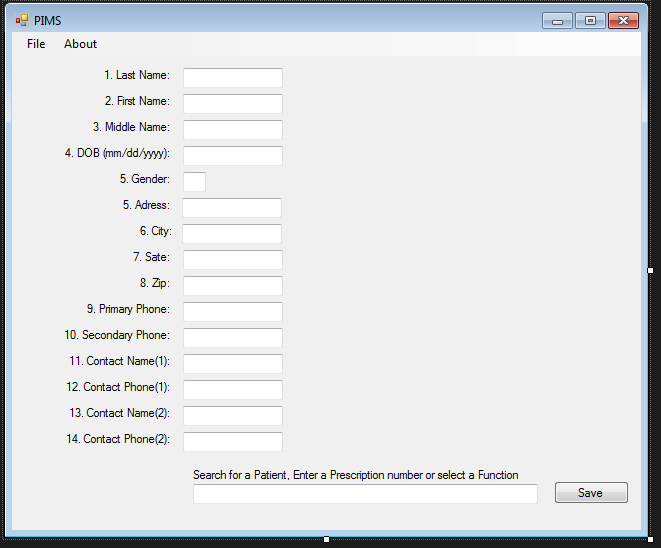 PIMS
File About
1. Last Name:
2. First Name:
3. Middle Name:
4. DOB (mm/dd/yyyy):
5. Gender:
5. Adress:
6. City:
7. Sate:
8. Zip:
9. Primary Phone:
10. Secondary Phone:
11. Contact Name(1):
12. Contact Phone(1):
13. Contact Name(2):
14. Contact Phone(2):
Search for a Patient, Enter a Prescription number or select a Function
Save